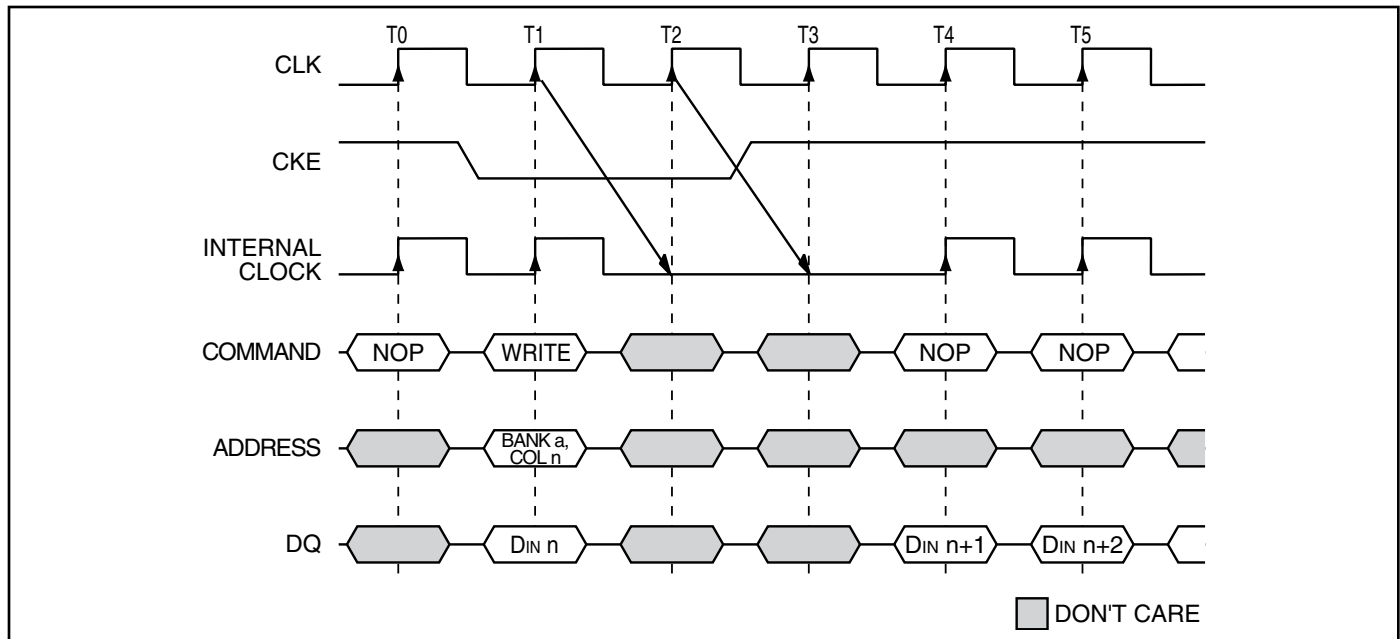 T0 T1 T2 T3 T4 T5
CLK
CKE
INTERNAL
CLOCK
COMMAND NOP WRITE NOP NOP
ADDRESS BANK a,
COL n
DQ DIN n DIN n+1 DIN n+2
DON'T CARE